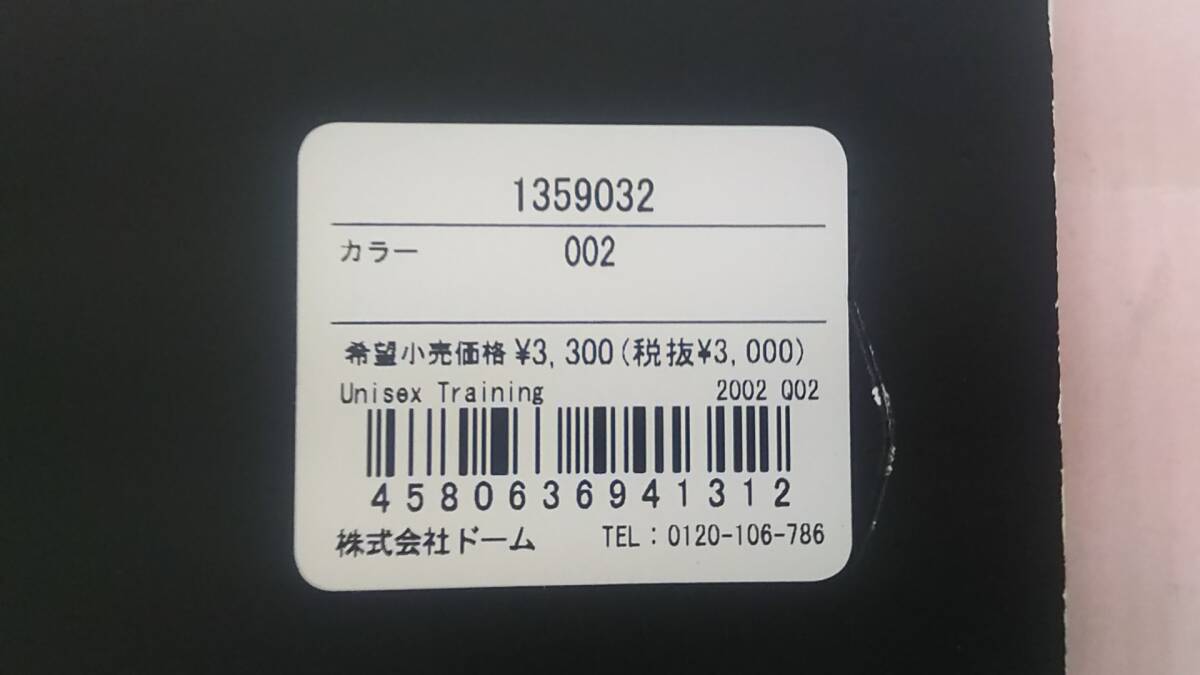 1359032
カラー 002
希望小売価格 ¥3,300(税抜¥3,000)
Unisex Training 2002 Q02
4580636941312
株式会社ドーム TEL:0120-106-786